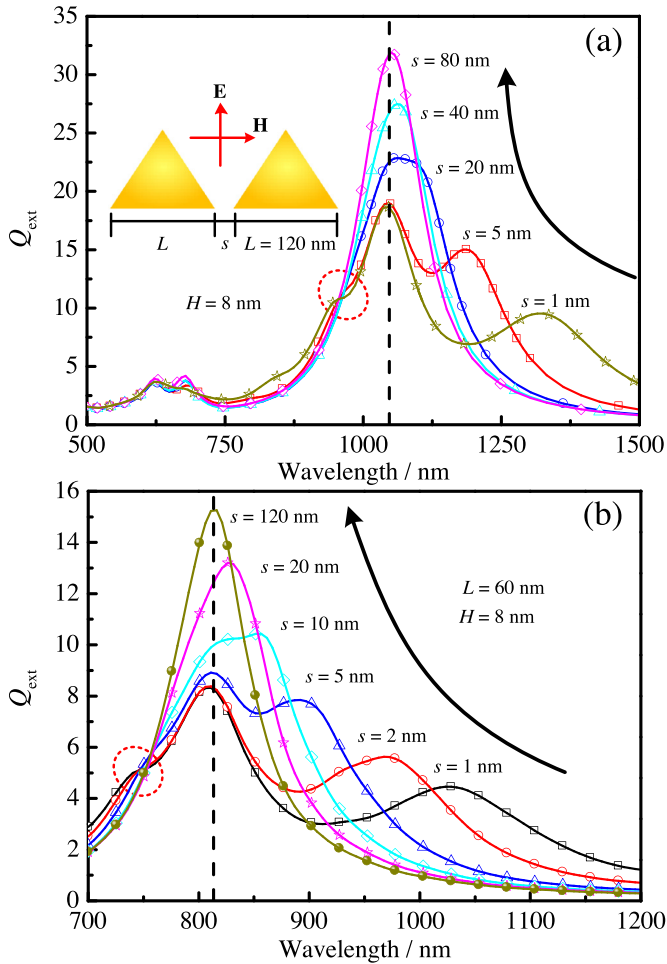 35
30
25
20
15
10
5
0
Q_ext
(a)
s = 80 nm
s = 40 nm
s = 20 nm
s = 5 nm
s = 1 nm
E
H
L s L = 120 nm
H = 8 nm
500 750 1000 1250 1500
Wavelength / nm
16
14
12
10
8
6
4
2
0
Q_ext
(b)
s = 120 nm
s = 20 nm
s = 10 nm
s = 5 nm
s = 2 nm
s = 1 nm
L = 60 nm
H = 8 nm
700 800 900 1000 1100 1200
Wavelength / nm